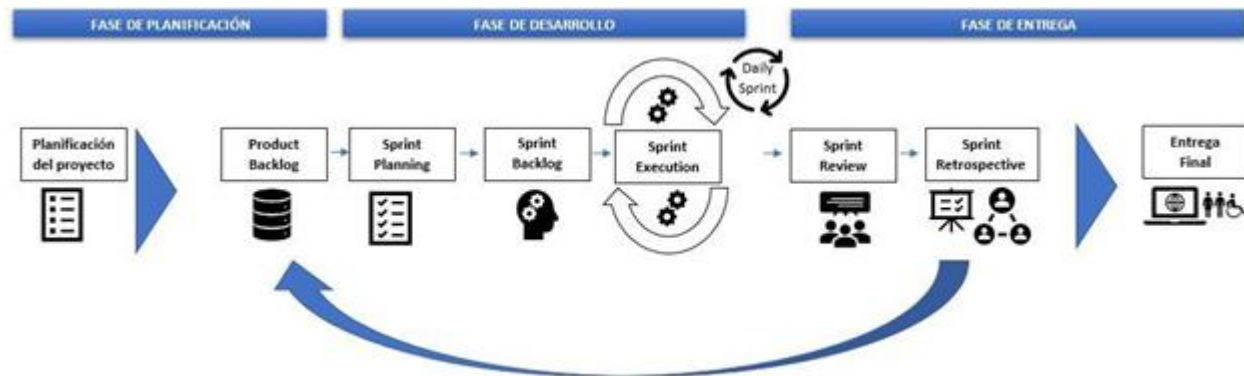 FASE DE PLANIFICACIÓN
FASE DE DESARROLLO
FASE DE ENTREGA
Daily
Sprint
Planificación
del proyecto
Product
Backlog
Sprint
Planning
Sprint
Backlog
Sprint
Execution
Sprint
Review
Sprint
Retrospective
Entrega
Final